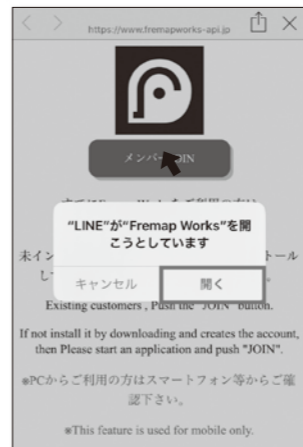 https://www.fremapworks-api.jp
メンバーJOIN
"LINE"が"Fremap Works"を開
こうとしています
キャンセル
開く
Existing customers , Push the "JOIN" button.
If not install it by downloading and creates the account,
then Please start an application and push "JOIN".
※PCからご利用の方はスマートフォン等からご確
認下さい。
※This feature is used for mobile only.